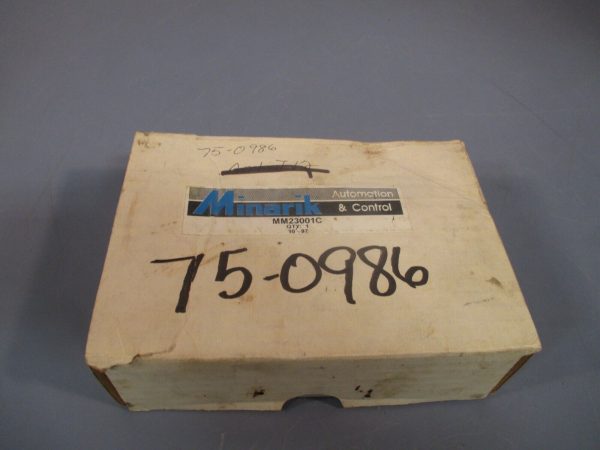 75-0986
Minarik Automation
& Control
MM23001C
QTY: 1
75-0986